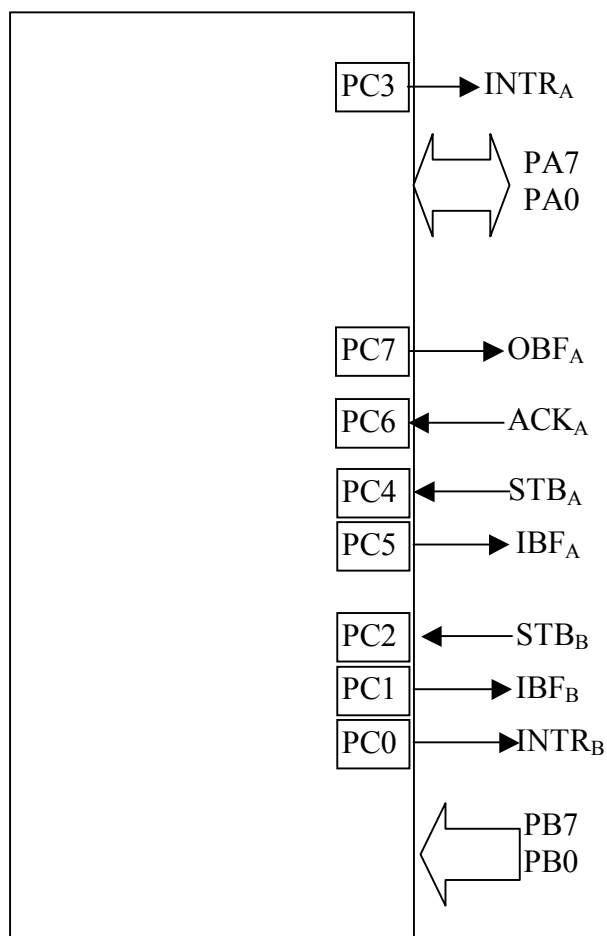 PC3 INTRA
PA7
PA0
PC7 OBFA
PC6 ACKA
PC4 STBA
PC5 IBFA
PC2 STBB
PC1 IBFB
PC0 INTRB
PB7
PB0